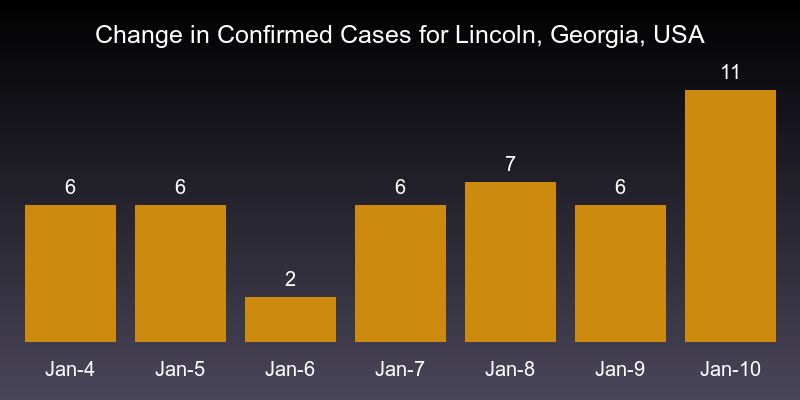 Change in Confirmed Cases for Lincoln, Georgia, USA
6
6
2
6
7
6
11
Jan-4
Jan-5
Jan-6
Jan-7
Jan-8
Jan-9
Jan-10